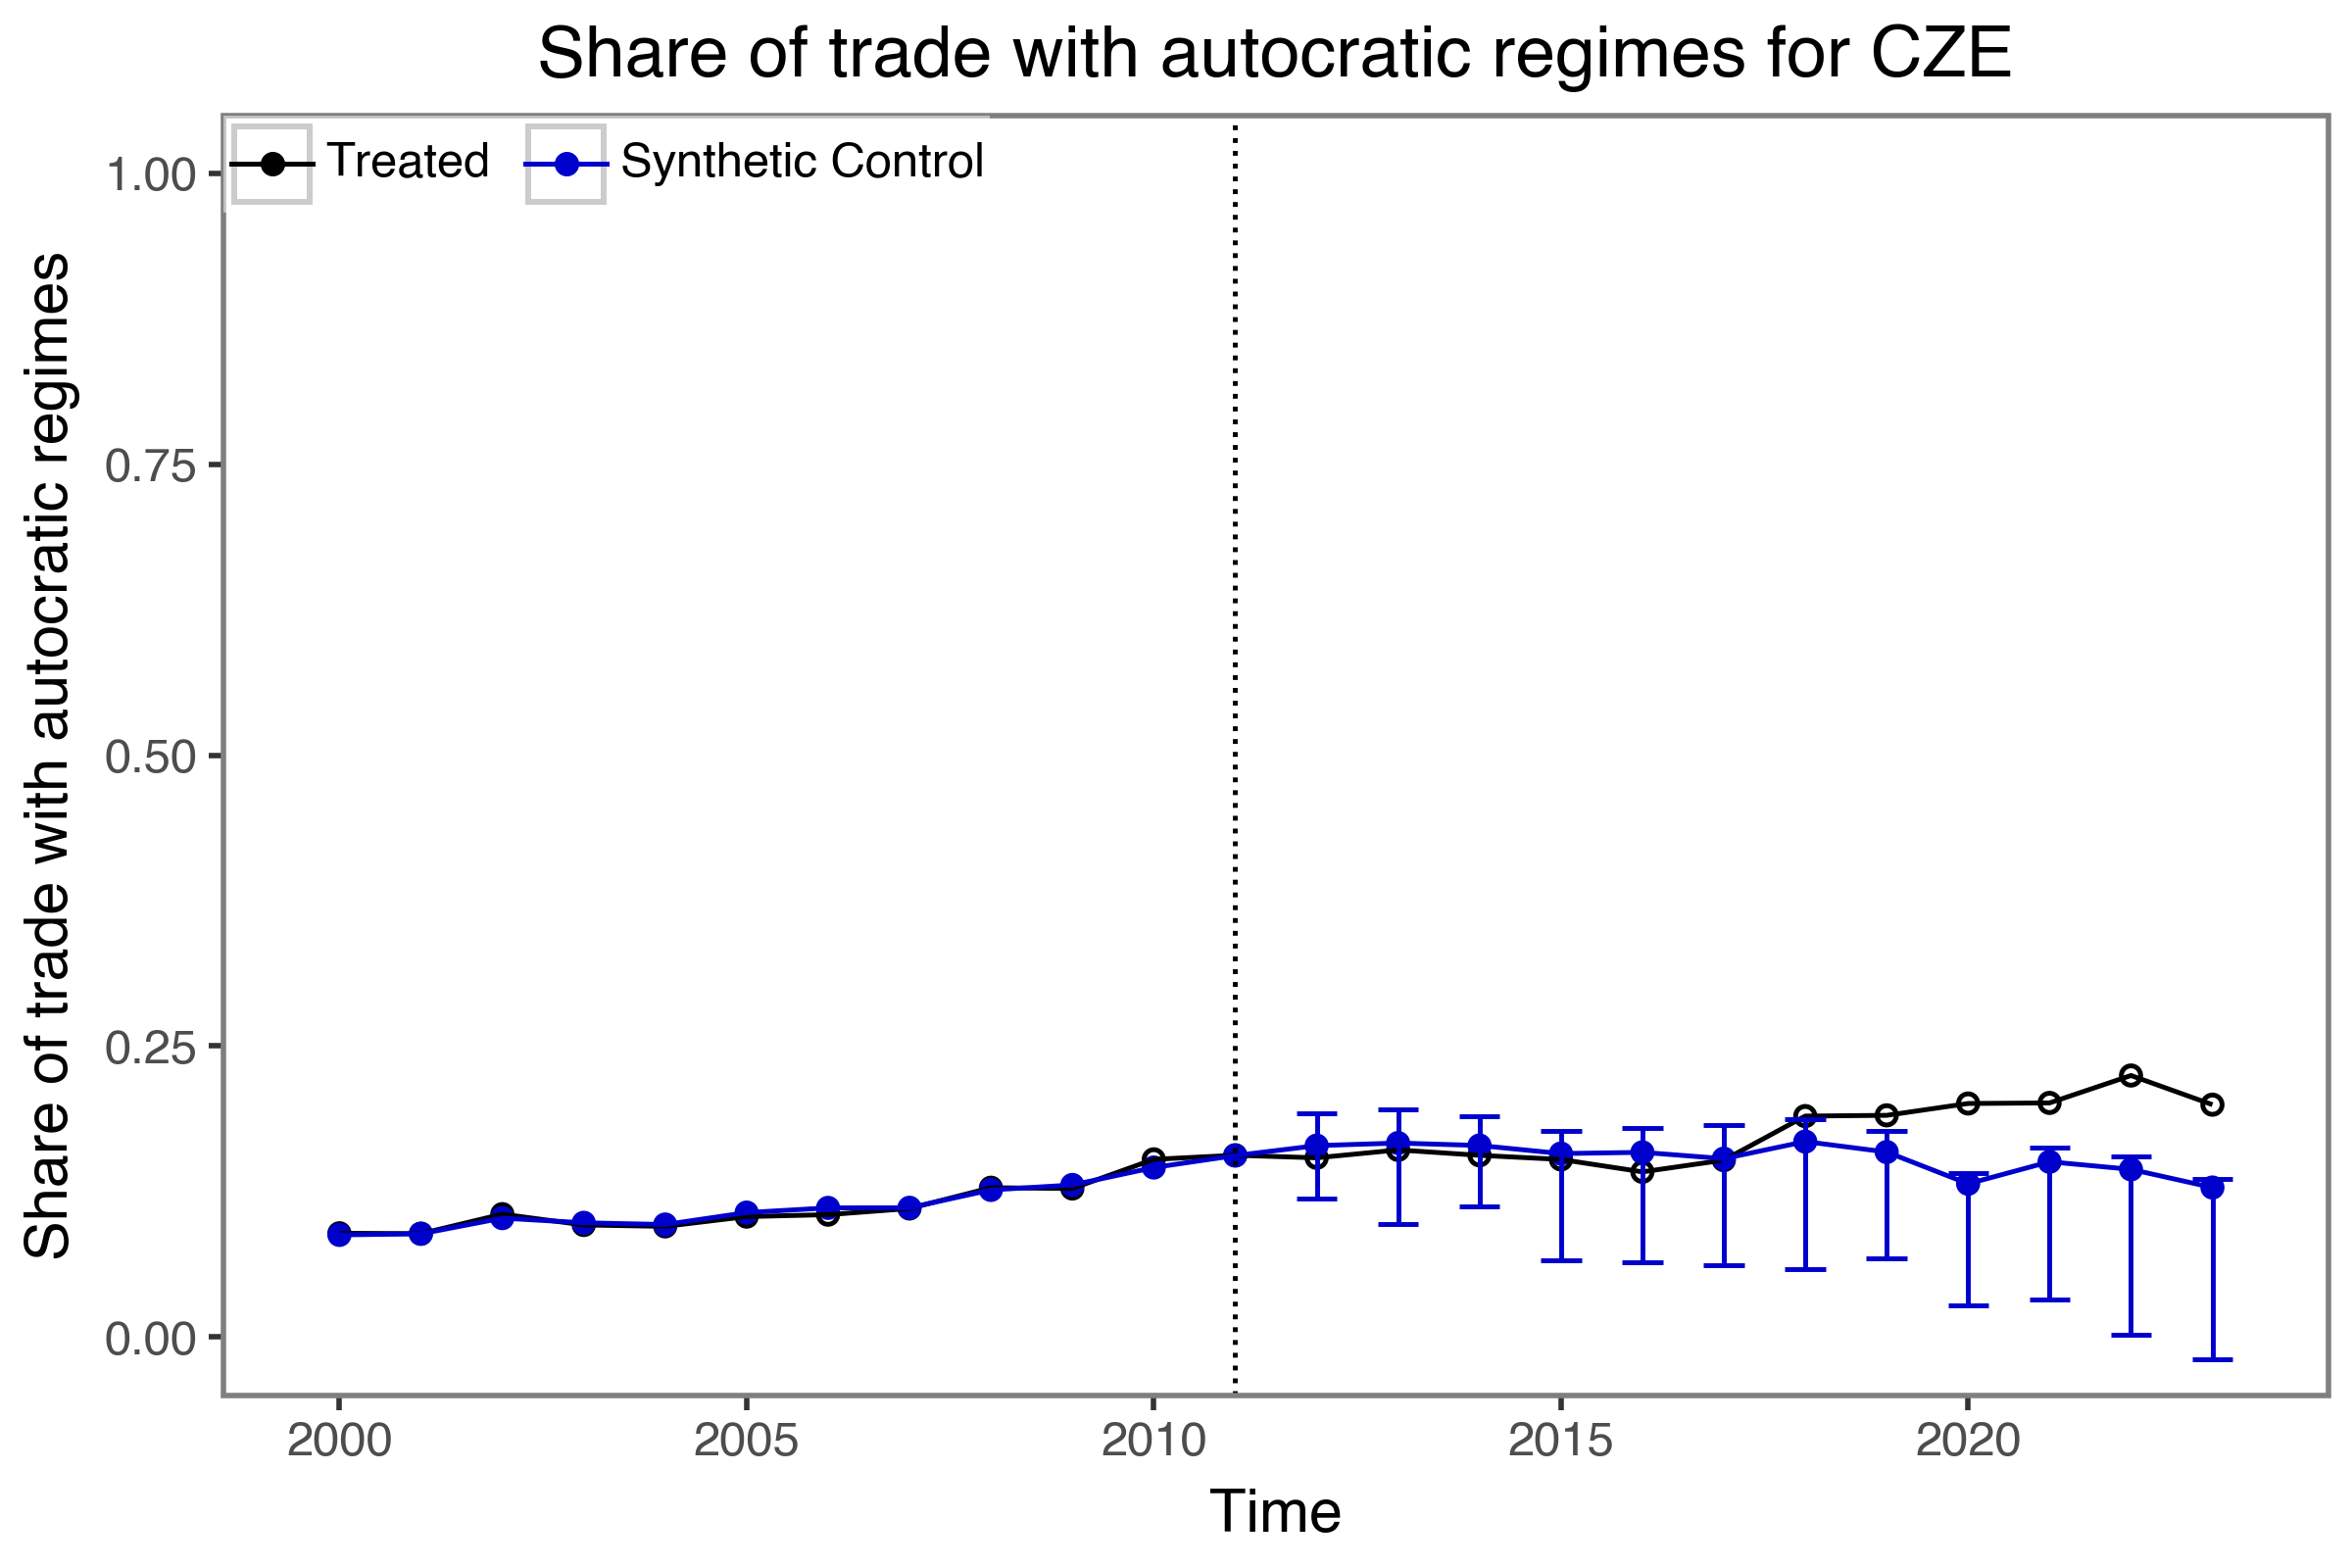 Share of trade with autocratic regimes for CZE
Treated
Synthetic Control
Share of trade with autocratic regimes
1.00
0.75
0.50
0.25
0.00
2000
2005
2010
2015
2020
Time